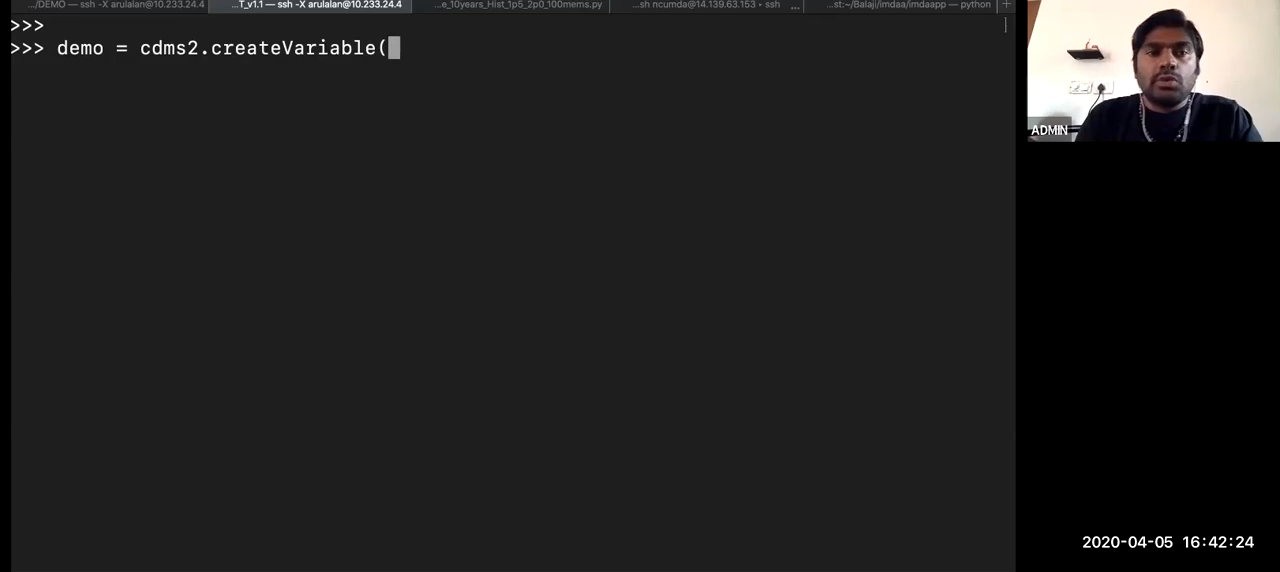 .../DEMO — ssh -X arulalan@10.233.24.4
...T_v1.1 — ssh -X arulalan@10.233.24.4
...e_10years_Hist_1p5_2p0_100mems.py
...sh ncumda@14.139.63.153 • ssh
...
...st:~/Balaji/imdaa/imdaapp — python
+
>>>
>>> demo = cdms2.createVariable(
ADMIN
2020-04-05 16:42:24